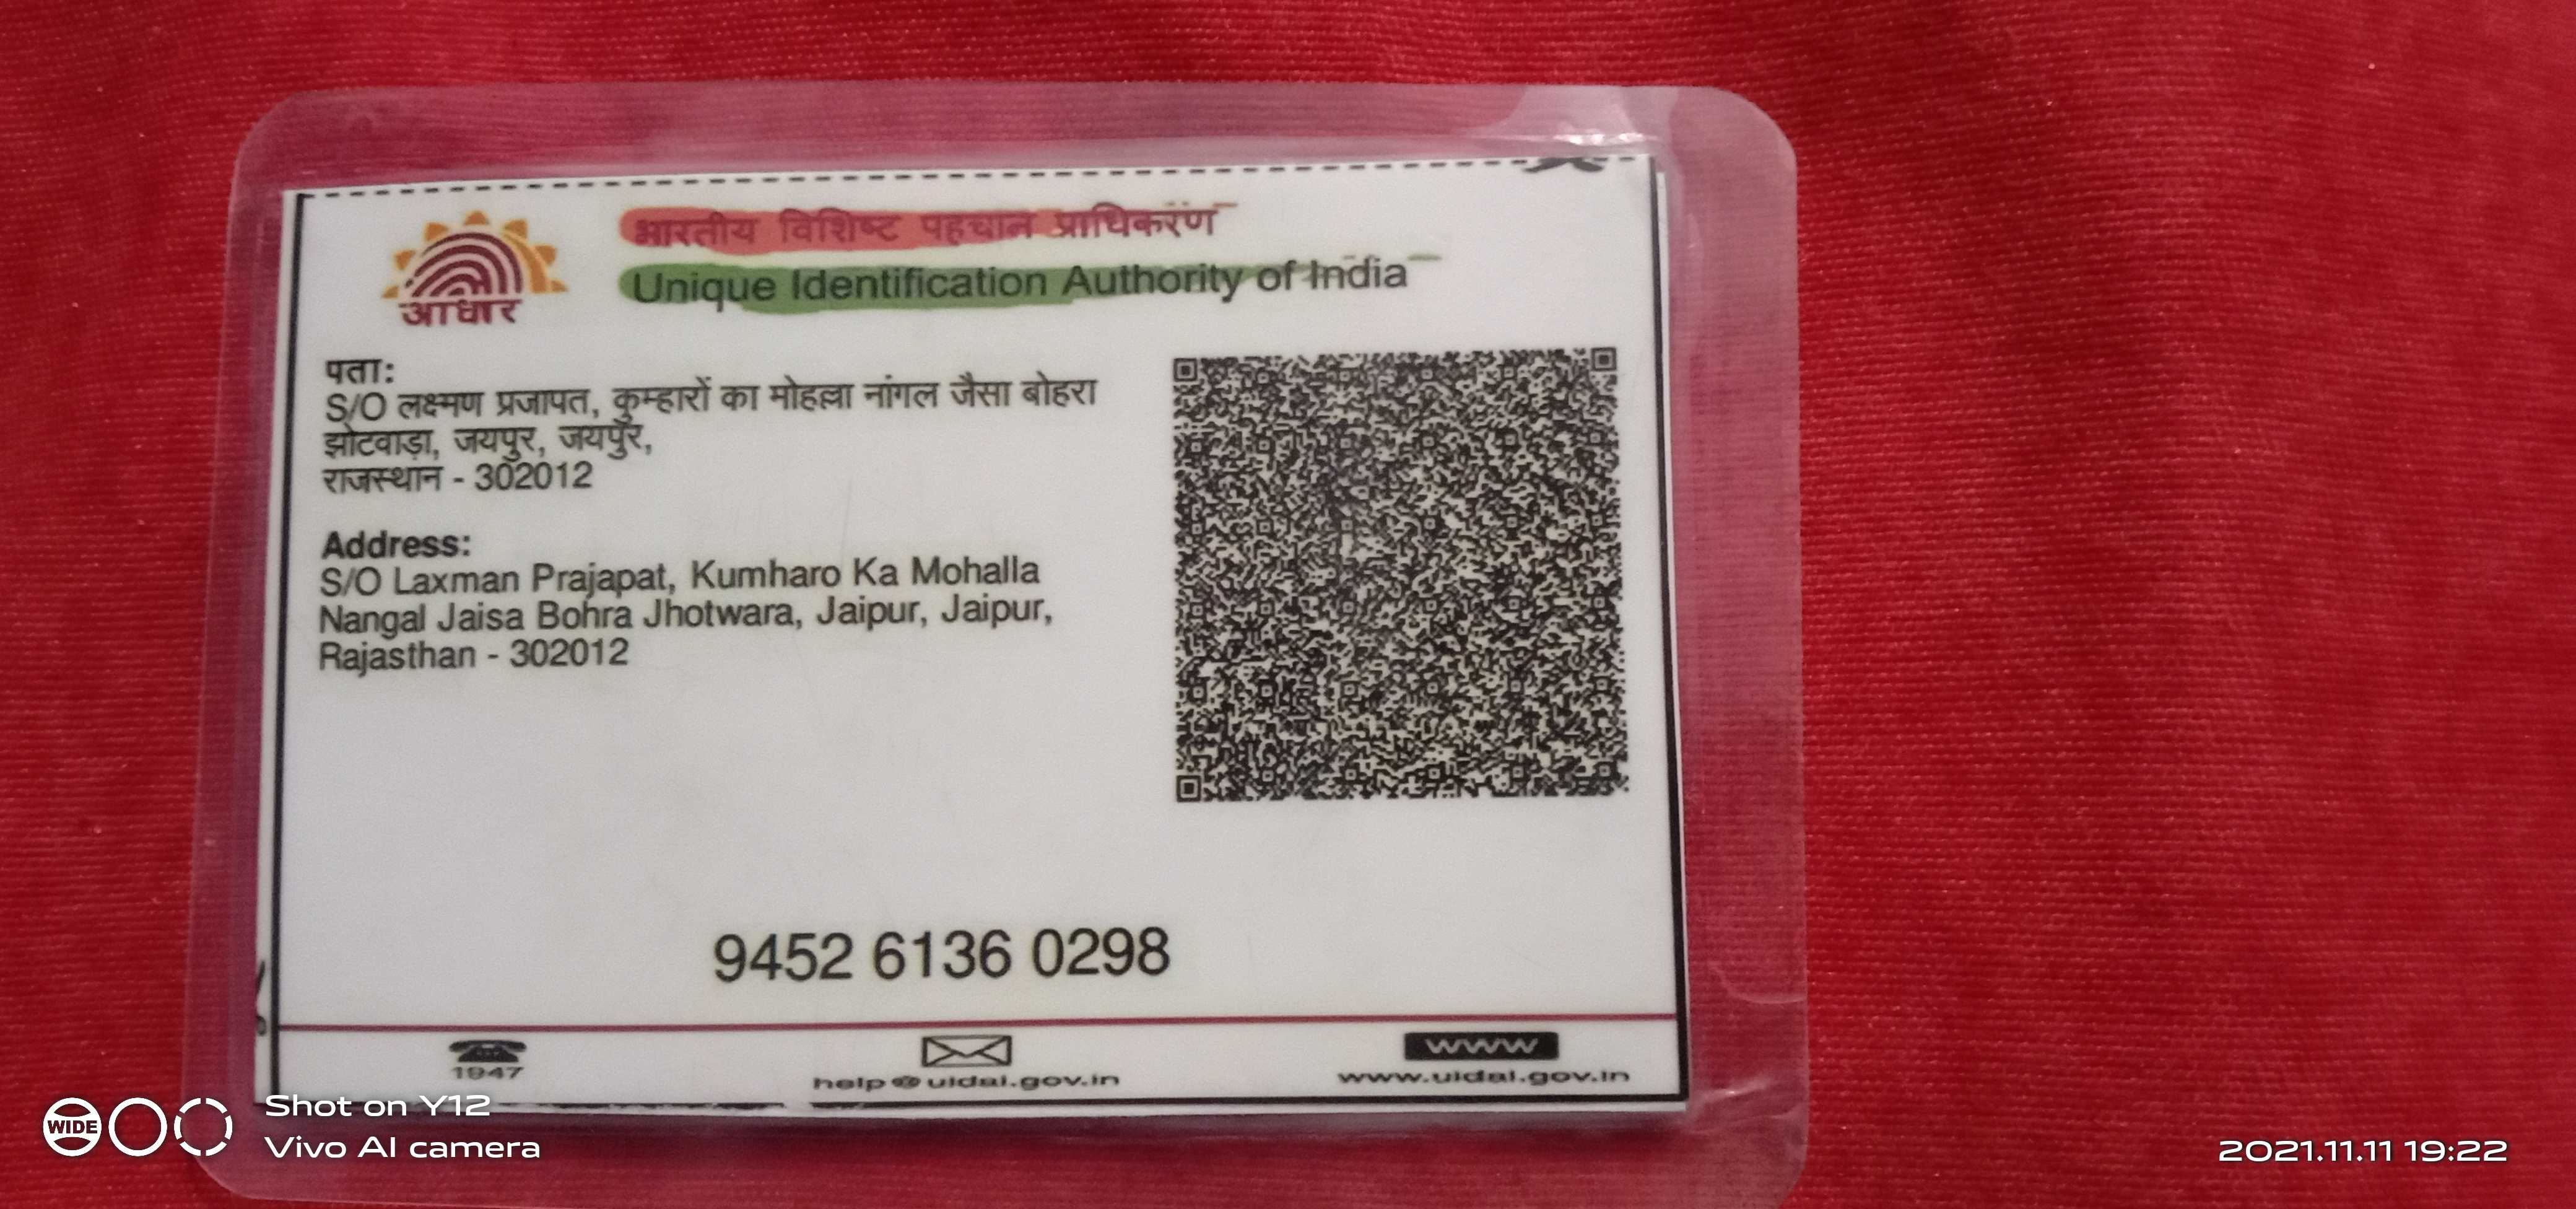 भारतीय विशिष्ट पहचान प्राधिकरण
Unique Identification Authority of India
आधार
पता:
S/O लक्ष्मण प्रजापत, कुम्हारों का मोहल्ला नांगल जैसा बोहरा
झोटवाड़ा, जयपुर, जयपुर,
राजस्थान - 302012
Address:
S/O Laxman Prajapat, Kumharo Ka Mohalla
Nangal Jaisa Bohra Jhotwara, Jaipur, Jaipur,
Rajasthan - 302012
9452 6136 0298
1947
help@uidai.gov.in
www
www.uidai.gov.in
WIDE
Shot on Y12
Vivo AI camera
2021.11.11 19:22